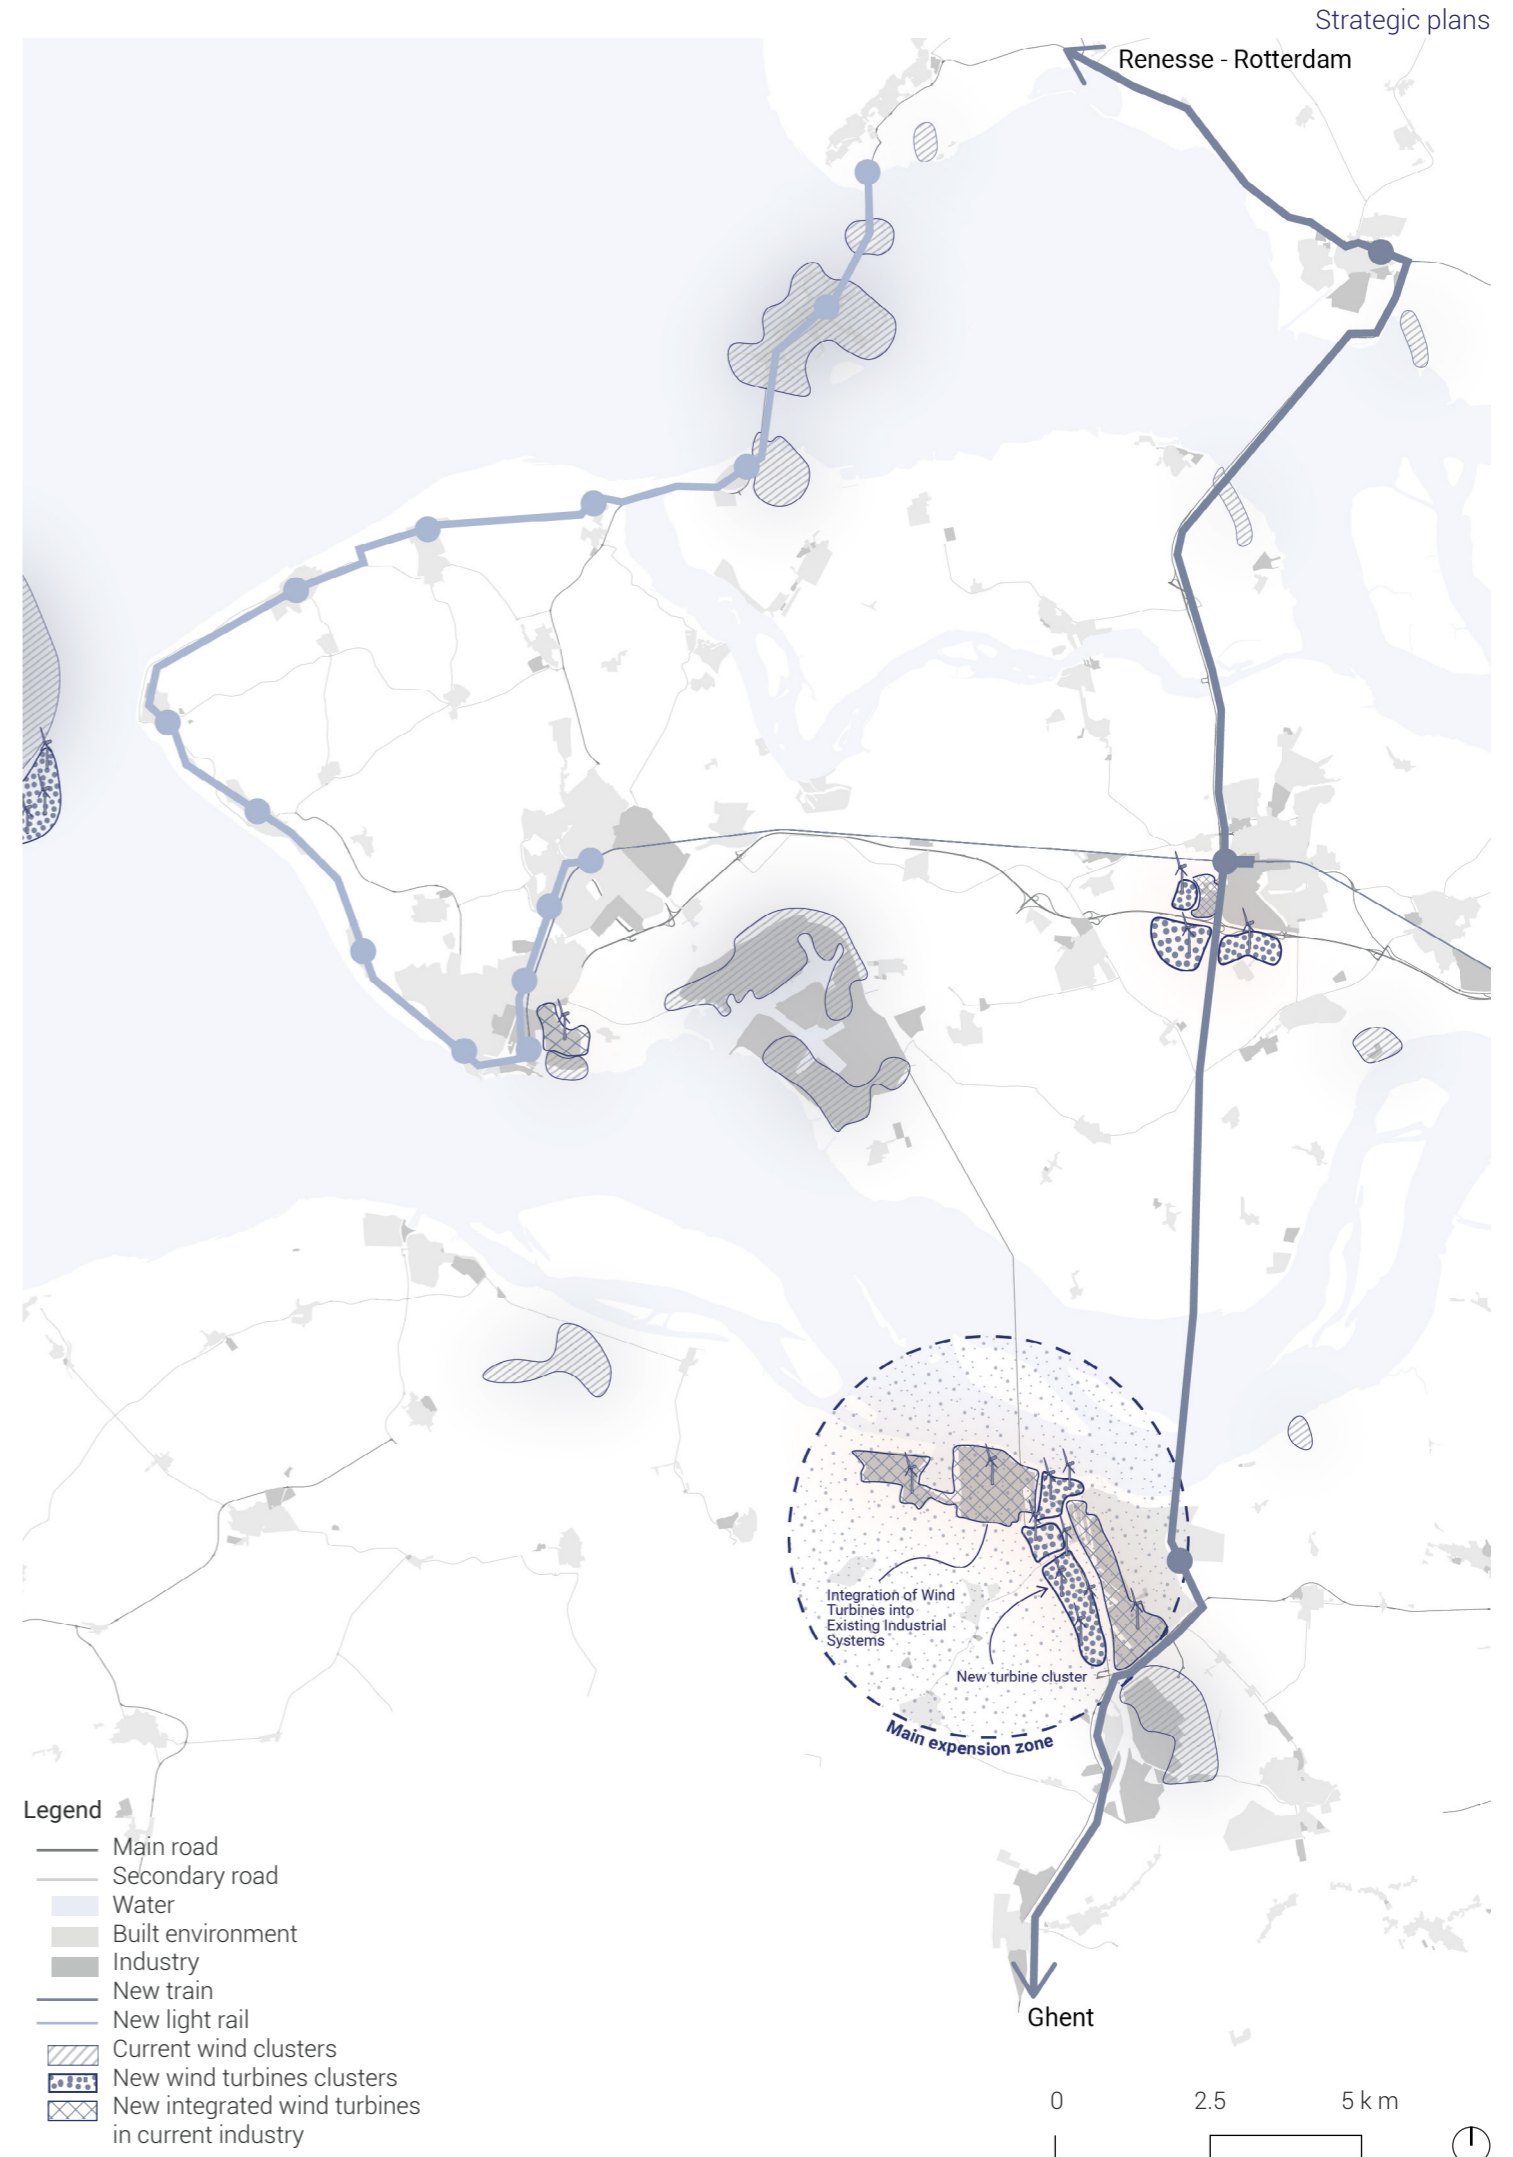 Strategic plans
Renesse - Rotterdam
Integration of Wind
Turbines into
Existing Industrial
Systems
New turbine cluster
Main expension zone
Ghent
Legend
Main road
Secondary road
Water
Built environment
Industry
New train
New light rail
Current wind clusters
New wind turbines clusters
New integrated wind turbines
in current industry
0 2.5 5 k m